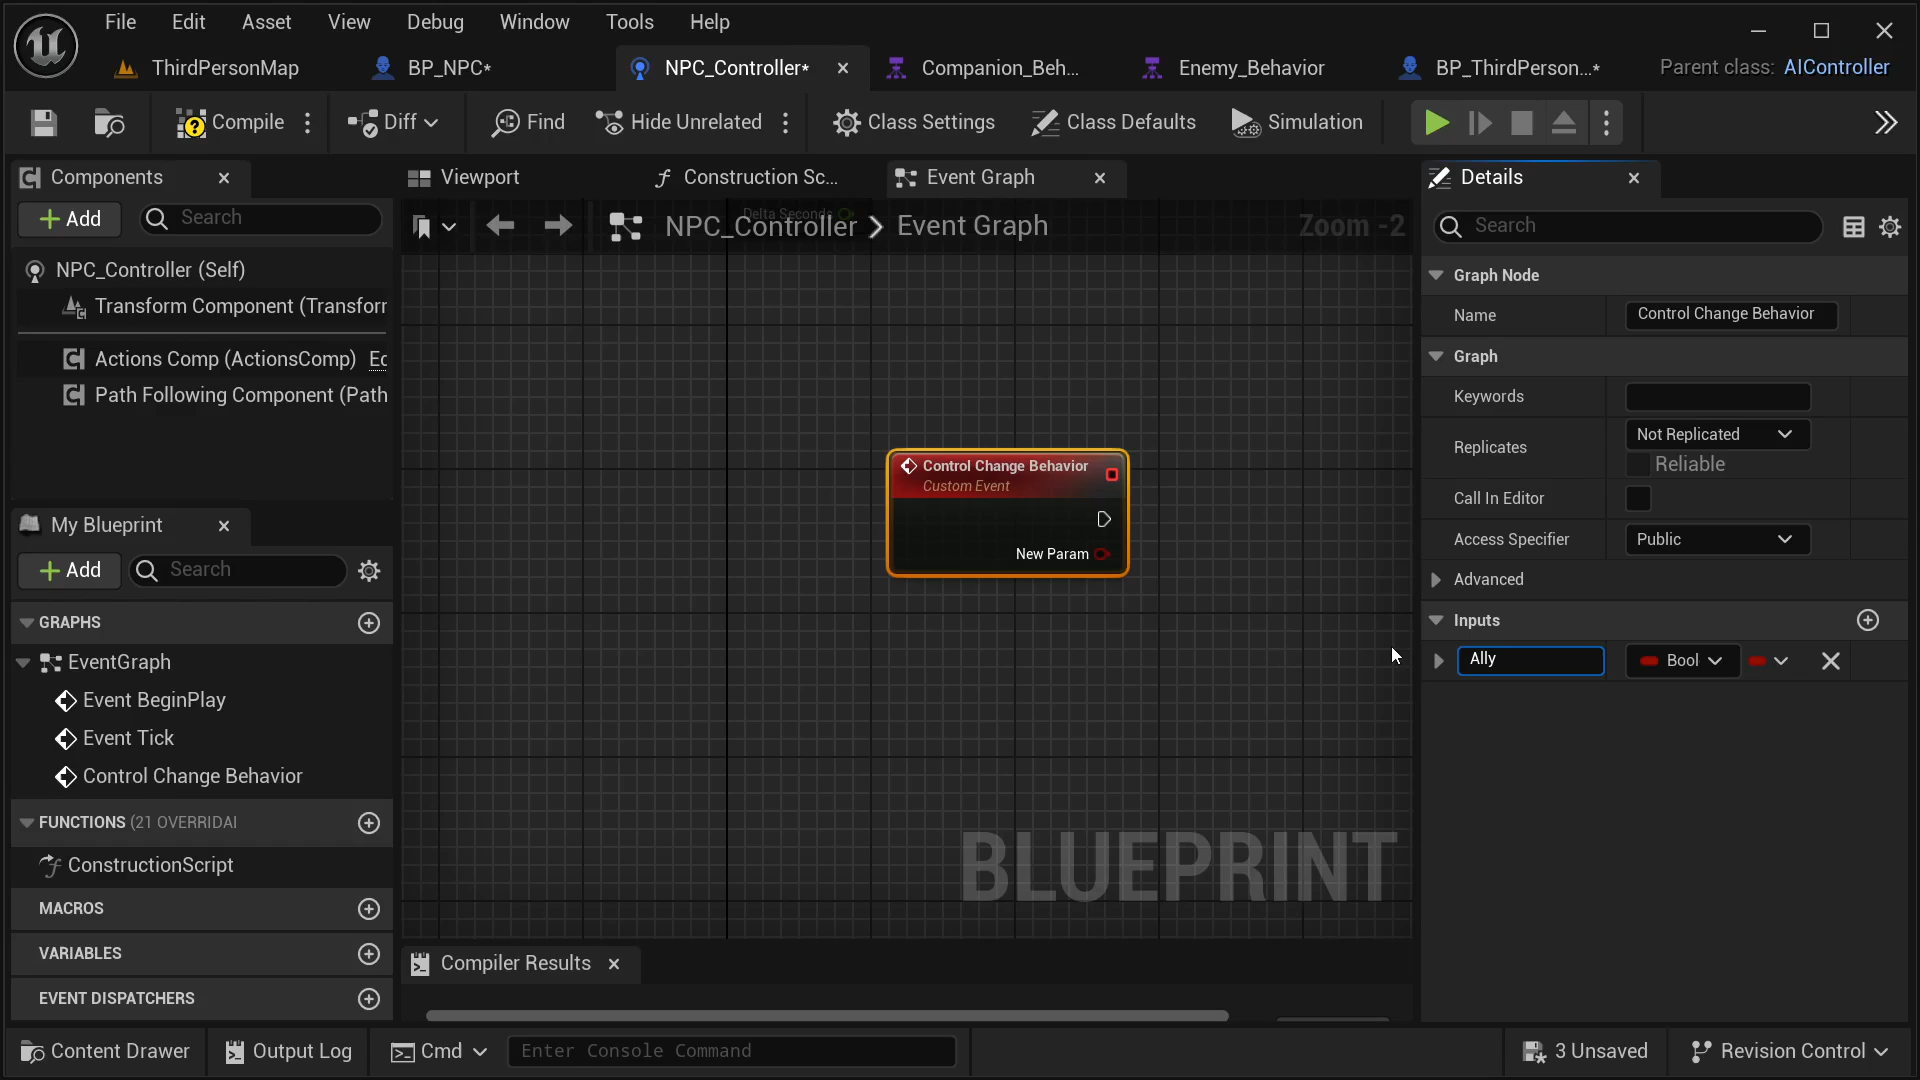 File Edit Asset View Debug Window Tools Help
ThirdPersonMap BP_NPC* NPC_Controller* Companion_Beh... Enemy_Behavior BP_ThirdPerson...* Parent class: AIController
Compile Diff Find Hide Unrelated Class Settings Class Defaults Simulation
Components
Add Search
NPC_Controller (Self)
Transform Component (Transfor
Actions Comp (ActionsComp) Ed
Path Following Component (Path
My Blueprint
Add Search
GRAPHS
EventGraph
Event BeginPlay
Event Tick
Control Change Behavior
FUNCTIONS (21 OVERRIDAI
ConstructionScript
MACROS
VARIABLES
EVENT DISPATCHERS
Viewport Construction Sc... Event Graph
Delta Seconds
NPC_Controller > Event Graph Zoom -2
Control Change Behavior
Custom Event
New Param
BLUEPRINT
Compiler Results
Details
Search
Graph Node
Name Control Change Behavior
Graph
Keywords
Replicates Not Replicated
Reliable
Call In Editor
Access Specifier Public
Advanced
Inputs
Ally Bool
Content Drawer Output Log Cmd Enter Console Command 3 Unsaved Revision Control